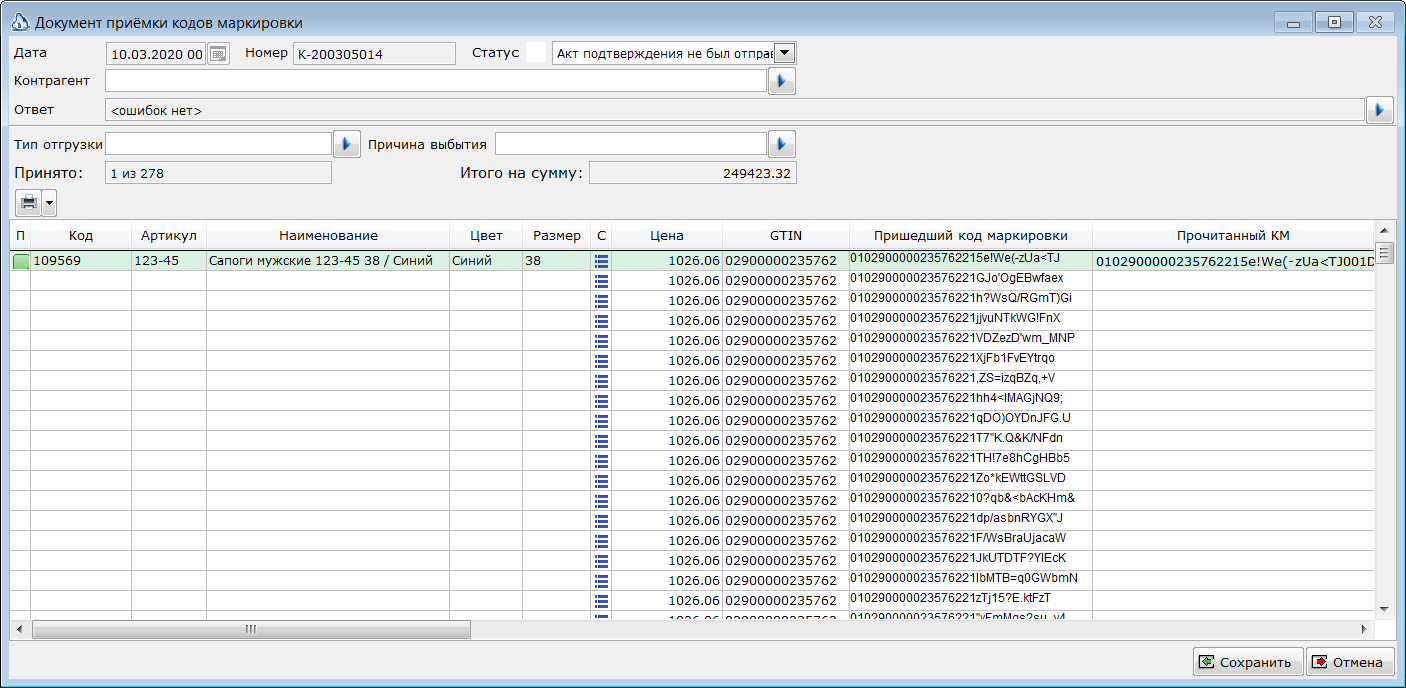 Документ приёмки кодов маркировки
Дата 10.03.2020 00 Номер К-200305014 Статус Акт подтверждения не был отпра
Контрагент
Ответ <ошибок нет>
Тип отгрузки Причина выбытия
Принято: 1 из 278 Итого на сумму: 249423.32
П Код Артикул Наименование Цвет Размер С Цена GTIN Пришедший код маркировки Прочитанный КМ
109569 123-45 Сапоги мужские 123-45 38 / Синий Синий 38 1026.06 02900000235762 0102900000235762215e!We(-zUa<TJ 0102900000235762215e!We(-zUa<TJ001D
1026.06 02900000235762 010290000023576221GJo'OgEBwfaex
1026.06 02900000235762 010290000023576221h?WsQ/RGmT)Gi
1026.06 02900000235762 010290000023576221jjvuNTkWG!FnX
1026.06 02900000235762 010290000023576221VDZezD'wm_MNP
1026.06 02900000235762 010290000023576221XjFb1FvEYtrqo
1026.06 02900000235762 010290000023576221,ZS=izqBZq,+V
1026.06 02900000235762 010290000023576221hh4<IMAGjNQ9;
1026.06 02900000235762 010290000023576221qDO)OYDnJFG.U
1026.06 02900000235762 010290000023576221T7"K.Q&K/NFdn
1026.06 02900000235762 010290000023576221TH!7e8hCgHBb5
1026.06 02900000235762 010290000023576221Zo*kEWttGSLVD
1026.06 02900000235762 0102900000235762210?qb&<bAcKHm&
1026.06 02900000235762 010290000023576221dp/asbnRYGX"J
1026.06 02900000235762 010290000023576221F/WsBraUjacaW
1026.06 02900000235762 010290000023576221JkUTDTF?YIEcK
1026.06 02900000235762 010290000023576221IbMTB=q0GWbmN
1026.06 02900000235762 010290000023576221zTj15?E.ktFzT
Сохранить Отмена